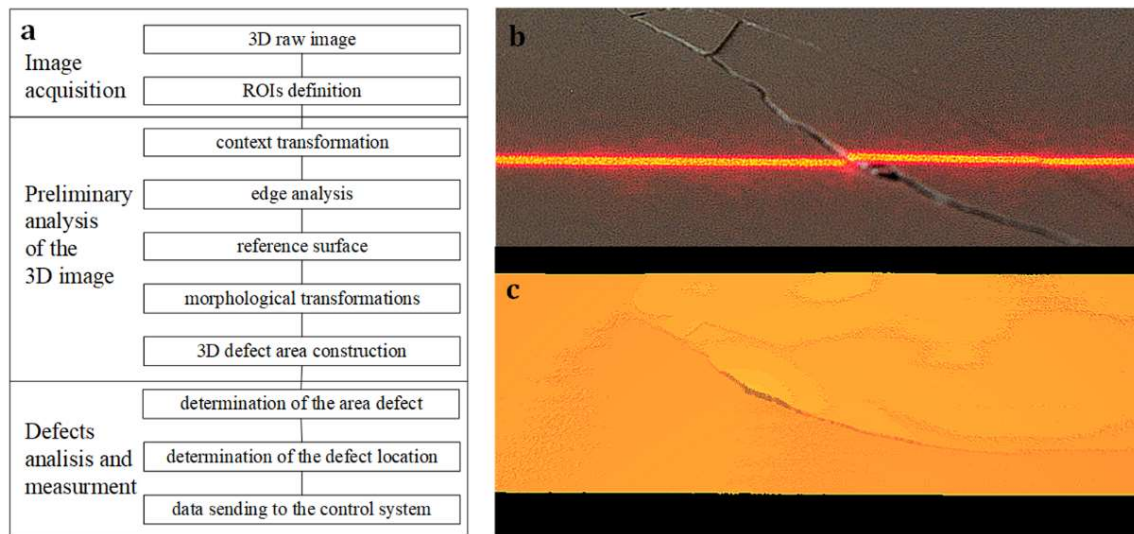 a
Image
acquisition
3D raw image
ROIs definition
Preliminary
analysis
of the
3D image
context transformation
edge analysis
reference surface
morphological transformations
3D defect area construction
Defects
analisis and
measurment
determination of the area defect
determination of the defect location
data sending to the control system
b
c